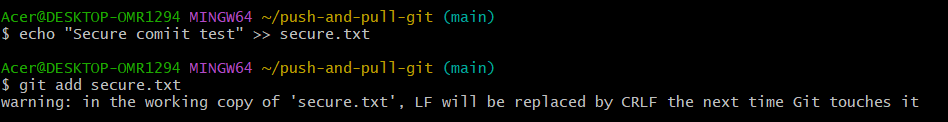 Acer@DESKTOP-OMR1294 MINGW64 ~/push-and-pull-git (main)
$ echo "Secure comiit test" >> secure.txt
Acer@DESKTOP-OMR1294 MINGW64 ~/push-and-pull-git (main)
$ git add secure.txt
warning: in the working copy of 'secure.txt', LF will be replaced by CRLF the next time Git touches it